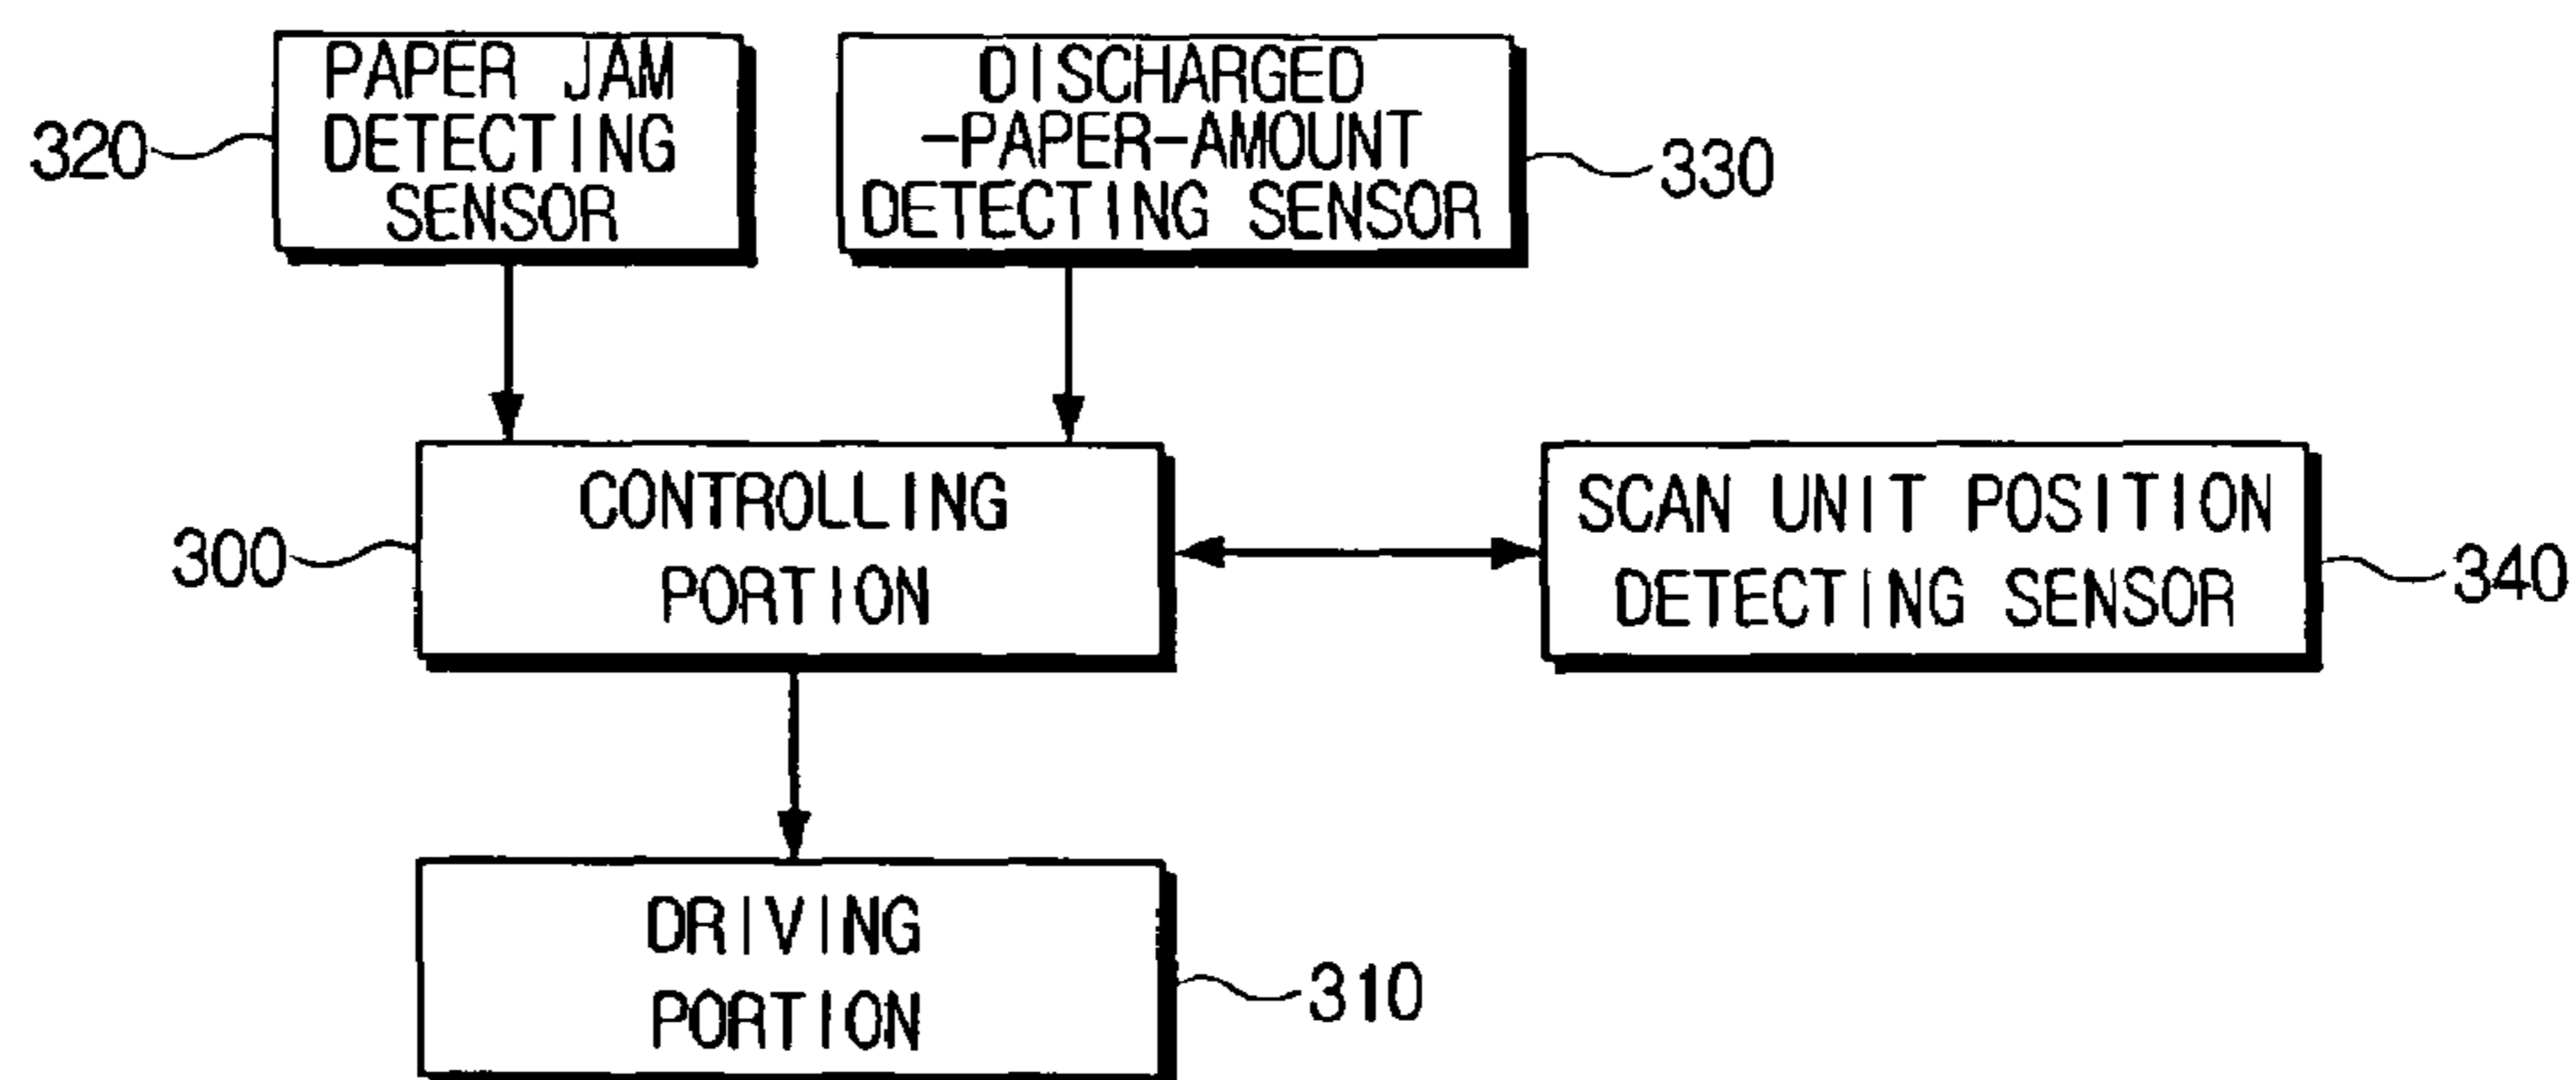 PAPER JAM
DETECTING
SENSOR
320
DISCHARGED
-PAPER-AMOUNT
DETECTING SENSOR
330
CONTROLLING
PORTION
300
SCAN UNIT POSITION
DETECTING SENSOR
340
DRIVING
PORTION
310